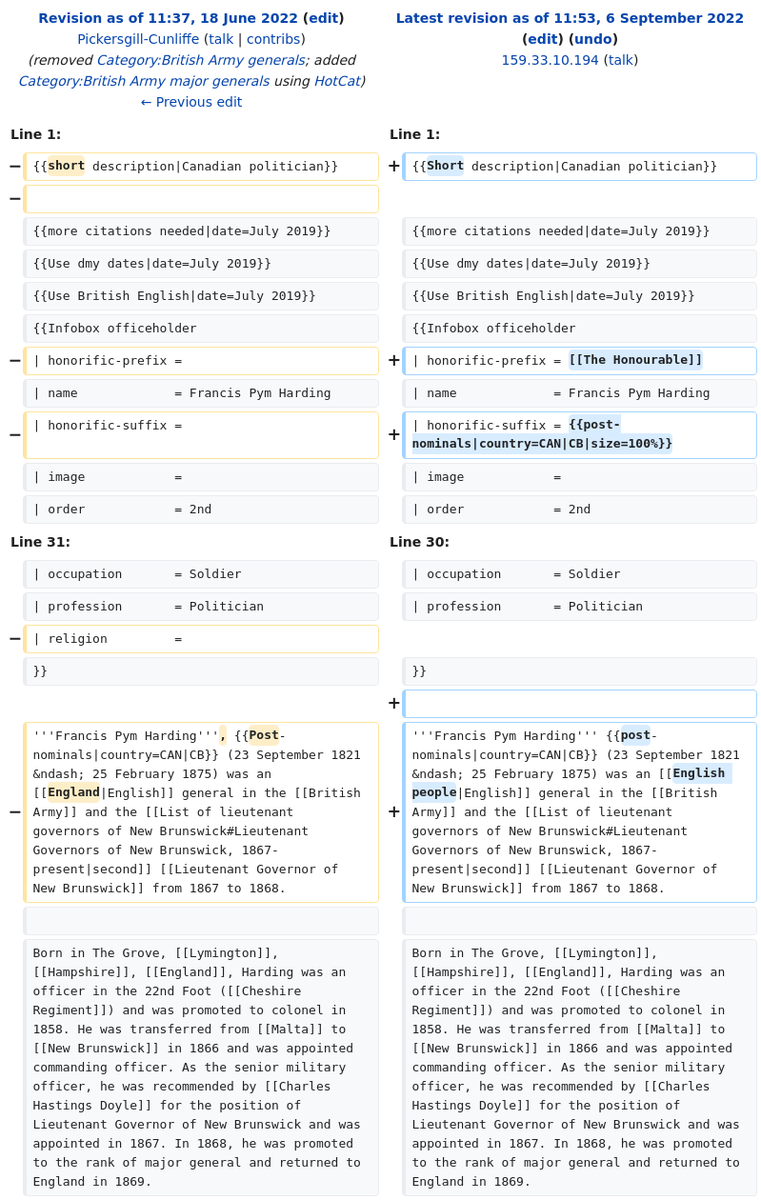 Revision as of 11:37, 18 June 2022 (edit)
Pickersgill-Cunliffe (talk | contribs)
(removed Category:British Army generals; added
Category:British Army major generals using HotCat)
← Previous edit
Latest revision as of 11:53, 6 September 2022
(edit) (undo)
159.33.10.194 (talk)
Line 1:
Line 1:
− {{short description|Canadian politician}}
+ {{Short description|Canadian politician}}
−
{{more citations needed|date=July 2019}}
{{more citations needed|date=July 2019}}
{{Use dmy dates|date=July 2019}}
{{Use dmy dates|date=July 2019}}
{{Use British English|date=July 2019}}
{{Use British English|date=July 2019}}
{{Infobox officeholder
{{Infobox officeholder
− | honorific-prefix =
+ | honorific-prefix = [[The Honourable]]
| name             = Francis Pym Harding
| name             = Francis Pym Harding
− | honorific-suffix =
+ | honorific-suffix = {{post-
nominals|country=CAN|CB|size=100%}}
| image            =
| image            =
| order            = 2nd
| order            = 2nd
Line 31:
Line 30:
| occupation       = Soldier
| occupation       = Soldier
| profession       = Politician
| profession       = Politician
− | religion         =
}}
}}
+
− '''Francis Pym Harding''', {{Post-
nominals|country=CAN|CB}} (23 September 1821
&ndash; 25 February 1875) was an
[[England|English]] general in the [[British
Army]] and the [[List of lieutenant
governors of New Brunswick#Lieutenant
Governors of New Brunswick, 1867-
present|second]] [[Lieutenant Governor of
New Brunswick]] from 1867 to 1868.
+ '''Francis Pym Harding''' {{post-
nominals|country=CAN|CB}} (23 September 1821
&ndash; 25 February 1875) was an [[English
people|English]] general in the [[British
Army]] and the [[List of lieutenant
governors of New Brunswick#Lieutenant
Governors of New Brunswick, 1867-
present|second]] [[Lieutenant Governor of
New Brunswick]] from 1867 to 1868.
Born in The Grove, [[Lymington]],
[[Hampshire]], [[England]], Harding was an
officer in the 22nd Foot ([[Cheshire
Regiment]]) and was promoted to colonel in
1858. He was transferred from [[Malta]] to
[[New Brunswick]] in 1866 and was appointed
commanding officer. As the senior military
officer, he was recommended by [[Charles
Hastings Doyle]] for the position of
Lieutenant Governor of New Brunswick and was
appointed in 1867. In 1868, he was promoted
to the rank of major general and returned to
England in 1869.
Born in The Grove, [[Lymington]],
[[Hampshire]], [[England]], Harding was an
officer in the 22nd Foot ([[Cheshire
Regiment]]) and was promoted to colonel in
1858. He was transferred from [[Malta]] to
[[New Brunswick]] in 1866 and was appointed
commanding officer. As the senior military
officer, he was recommended by [[Charles
Hastings Doyle]] for the position of
Lieutenant Governor of New Brunswick and was
appointed in 1867. In 1868, he was promoted
to the rank of major general and returned to
England in 1869.